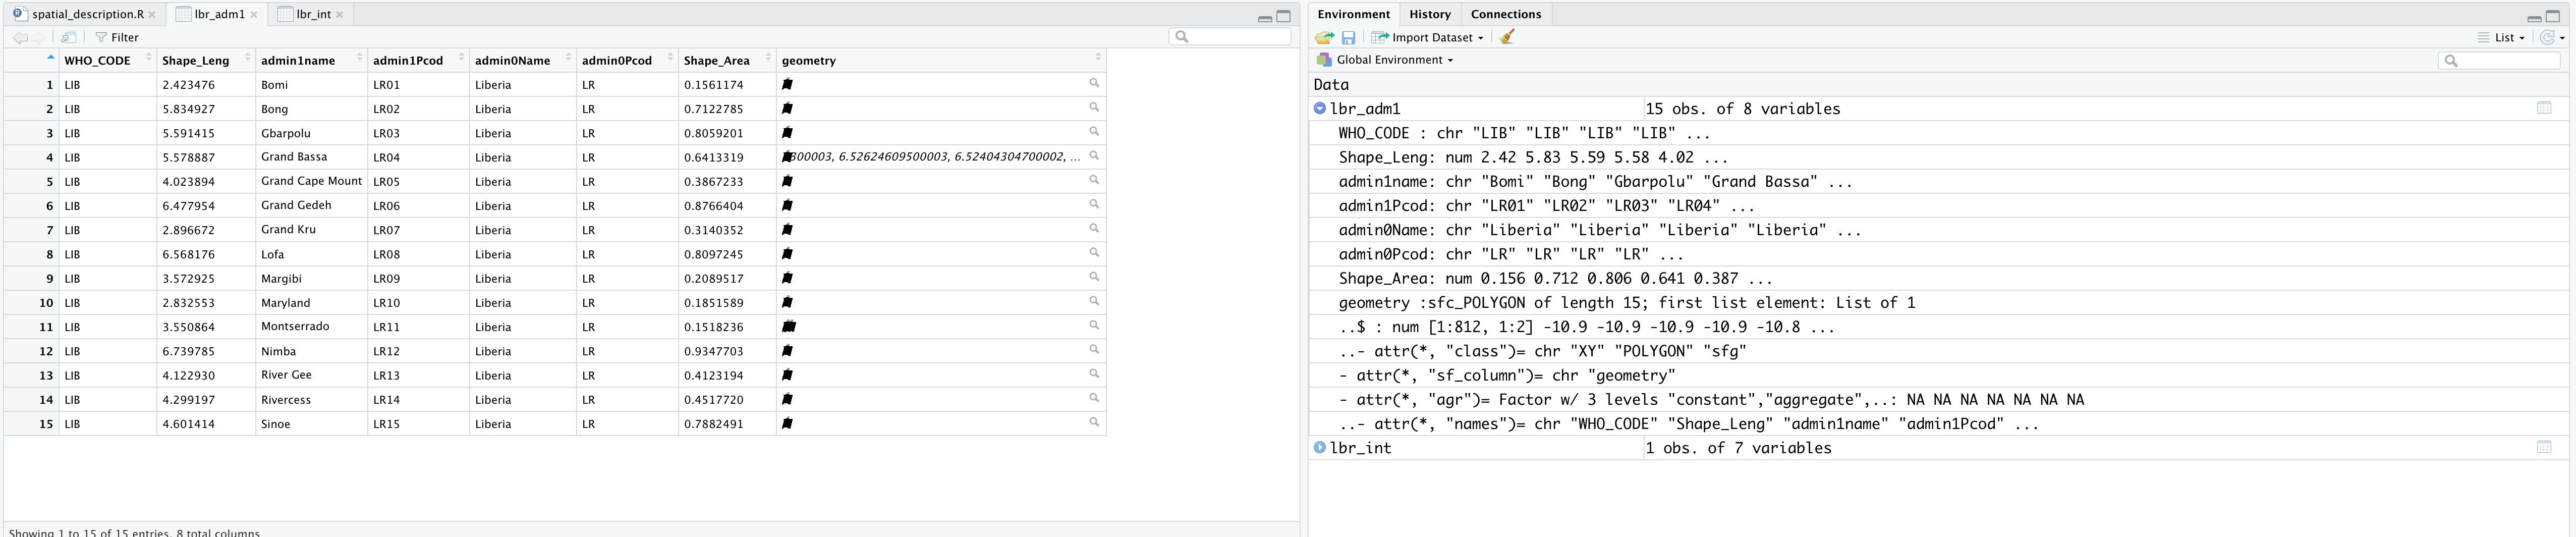 spatial_description.R lbr_adm1 lbr_int
Filter
WHO_CODE Shape_Leng admin1name admin1Pcod admin0Name admin0Pcod Shape_Area geometry
1 LIB 2.423476 Bomi LR01 Liberia LR 0.1561174
2 LIB 5.834927 Bong LR02 Liberia LR 0.7122785
3 LIB 5.591415 Gbarpolu LR03 Liberia LR 0.8059201
4 LIB 5.578887 Grand Bassa LR04 Liberia LR 0.6413319 300003, 6.52624609500003, 6.52404304700002, ...
5 LIB 4.023894 Grand Cape Mount LR05 Liberia LR 0.3867233
6 LIB 6.477954 Grand Gedeh LR06 Liberia LR 0.8766404
7 LIB 2.896672 Grand Kru LR07 Liberia LR 0.3140352
8 LIB 6.568176 Lofa LR08 Liberia LR 0.8097245
9 LIB 3.572925 Margibi LR09 Liberia LR 0.2089517
10 LIB 2.832553 Maryland LR10 Liberia LR 0.1851589
11 LIB 3.550864 Montserrado LR11 Liberia LR 0.1518236
12 LIB 6.739785 Nimba LR12 Liberia LR 0.9347703
13 LIB 4.122930 River Gee LR13 Liberia LR 0.4123194
14 LIB 4.299197 Rivercess LR14 Liberia LR 0.4517720
15 LIB 4.601414 Sinoe LR15 Liberia LR 0.7882491
Showing 1 to 15 of 15 entries, 8 total columns
Environment History Connections
Import Dataset List
Global Environment
Data
lbr_adm1 15 obs. of 8 variables
WHO_CODE : chr "LIB" "LIB" "LIB" "LIB" ...
Shape_Leng: num 2.42 5.83 5.59 5.58 4.02 ...
admin1name: chr "Bomi" "Bong" "Gbarpolu" "Grand Bassa" ...
admin1Pcod: chr "LR01" "LR02" "LR03" "LR04" ...
admin0Name: chr "Liberia" "Liberia" "Liberia" "Liberia" ...
admin0Pcod: chr "LR" "LR" "LR" "LR" ...
Shape_Area: num 0.156 0.712 0.806 0.641 0.387 ...
geometry :sfc_POLYGON of length 15; first list element: List of 1
..$ : num [1:812, 1:2] -10.9 -10.9 -10.9 -10.9 -10.8 ...
..- attr(*, "class")= chr "XY" "POLYGON" "sfg"
- attr(*, "sf_column")= chr "geometry"
- attr(*, "agr")= Factor w/ 3 levels "constant","aggregate",..: NA NA NA NA NA NA NA
..- attr(*, "names")= chr "WHO_CODE" "Shape_Leng" "admin1name" "admin1Pcod" ...
lbr_int 1 obs. of 7 variables